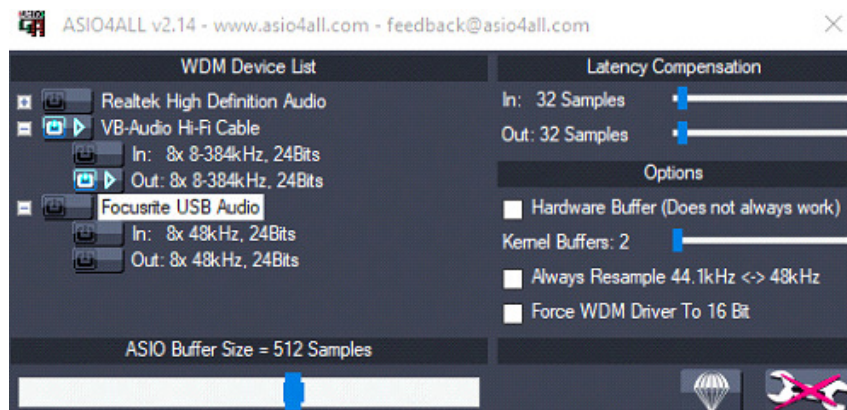 ASIO4ALL v2.14 - www.asio4all.com - feedback@asio4all.com
WDM Device List
Realtek High Definition Audio
VB-Audio Hi-Fi Cable
In: 8x 8-384kHz, 24Bits
Out: 8x 8-384kHz, 24Bits
Focusrite USB Audio
In: 8x 48kHz, 24Bits
Out: 8x 48kHz, 24Bits
ASIO Buffer Size = 512 Samples
Latency Compensation
In: 32 Samples
Out: 32 Samples
Options
Hardware Buffer (Does not always work)
Kernel Buffers: 2
Always Resample 44.1kHz <-> 48kHz
Force WDM Driver To 16 Bit